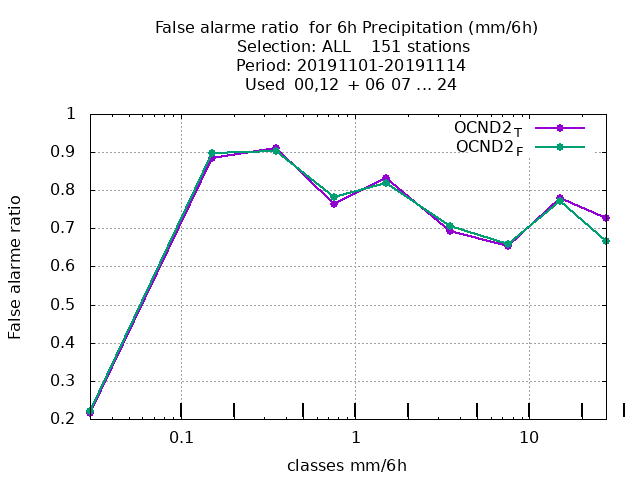 False alarme ratio  for 6h Precipitation (mm/6h)
Selection: ALL    151 stations
Period: 20191101-20191114
Used  00,12  + 06 07 ... 24
OCND2T
OCND2F
1
0.9
0.8
0.7
0.6
0.5
0.4
0.3
0.2
False alarme ratio
0.1
1
10
classes mm/6h